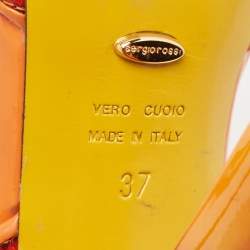 sergiorossi
VERO CUOIO
MADE IN ITALY
37